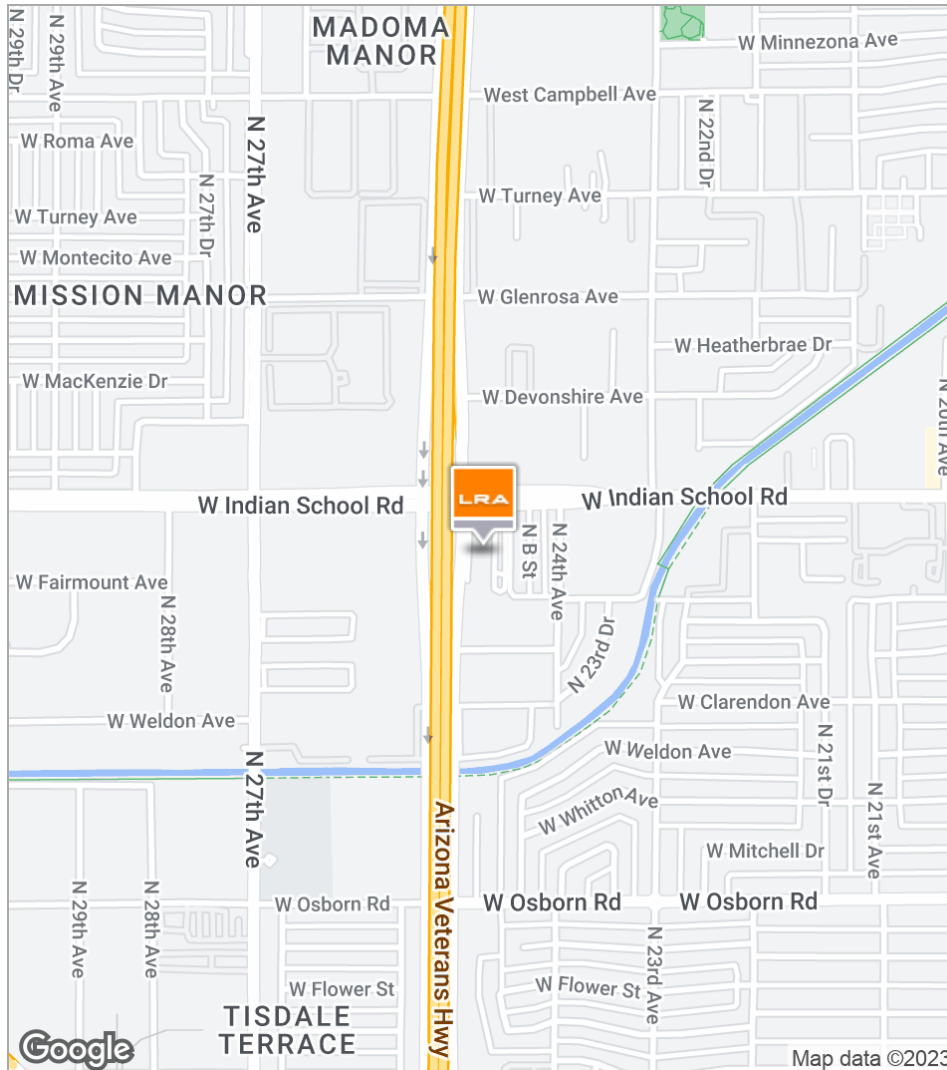 MADOMA
MANOR
N 29th Dr
N 29th Ave
W Minnezona Ave
West Campbell Ave
N 27th Ave
W Roma Ave
N 22nd Dr
N 27th Dr
W Turney Ave
W Turney Ave
W Montecito Ave
MISSION MANOR
W Glenrosa Ave
W Heatherbrae Dr
W MacKenzie Dr
W Devonshire Ave
N 20th Ave
LRA
W Indian School Rd
W Indian School Rd
N B St
N 24th Ave
W Fairmount Ave
N 28th Ave
N 23rd Dr
W Clarendon Ave
W Weldon Ave
W Weldon Ave
N 21st Dr
N 27th Ave
W Whitton Ave
N 21st Ave
Arizona Veterans Hwy
W Mitchell Dr
N 29th Ave
N 28th Ave
W Osborn Rd
W Osborn Rd
W Osborn Rd
N 23rd Ave
W Flower St
W Flower St
TISDALE
TERRACE
Google
Map data ©2023